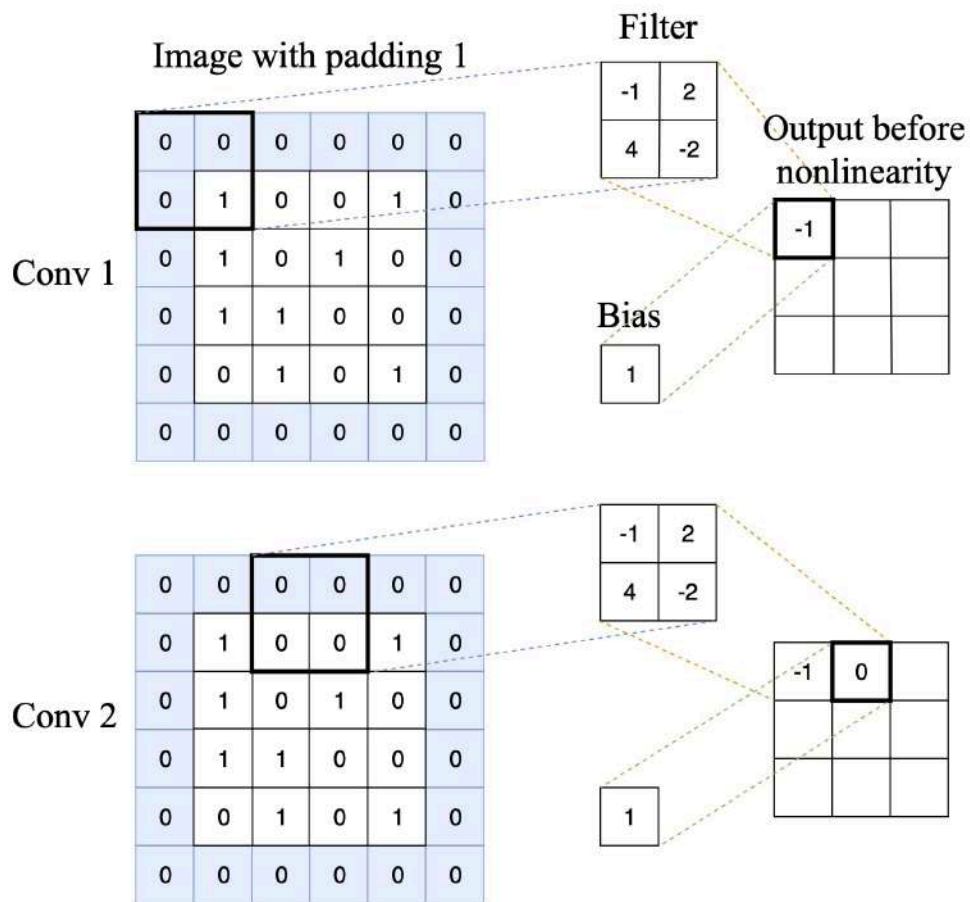 Filter
Image with padding 1
-1 2
4 -2
Output before
nonlinearity
0 0 0 0 0 0
0 1 0 0 1 0
0 1 0 1 0 0
0 1 1 0 0 0
0 0 1 0 1 0
0 0 0 0 0 0
Conv 1
-1
Bias
1
-1 2
4 -2
0 0 0 0 0 0
0 1 0 0 1 0
0 1 0 1 0 0
0 1 1 0 0 0
0 0 1 0 1 0
0 0 0 0 0 0
Conv 2
-1 0
1